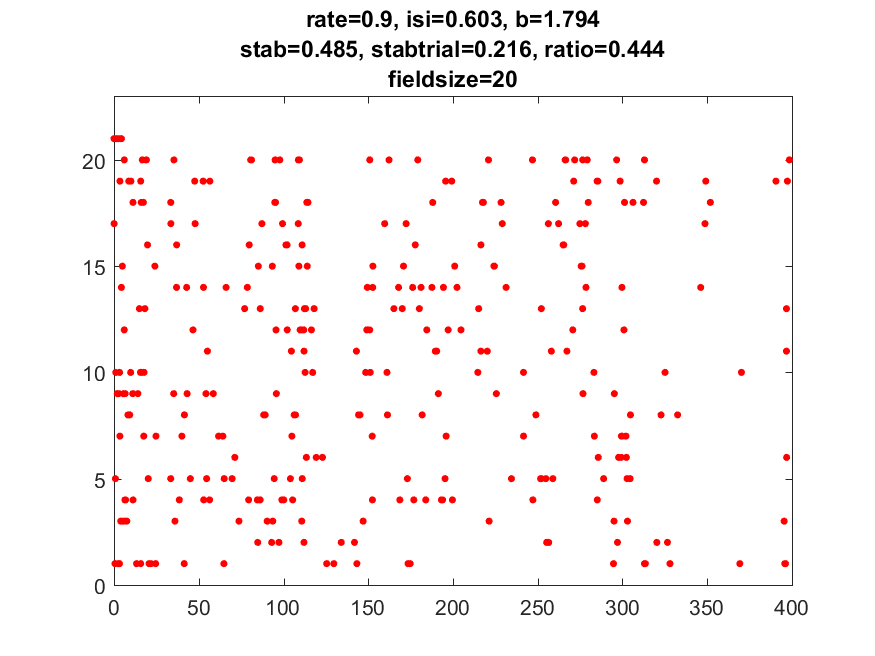 rate=0.9, isi=0.603, b=1.794
stab=0.485, stabtrial=0.216, ratio=0.444
fieldsize=20
20
15
10
5
0
0 50 100 150 200 250 300 350 400